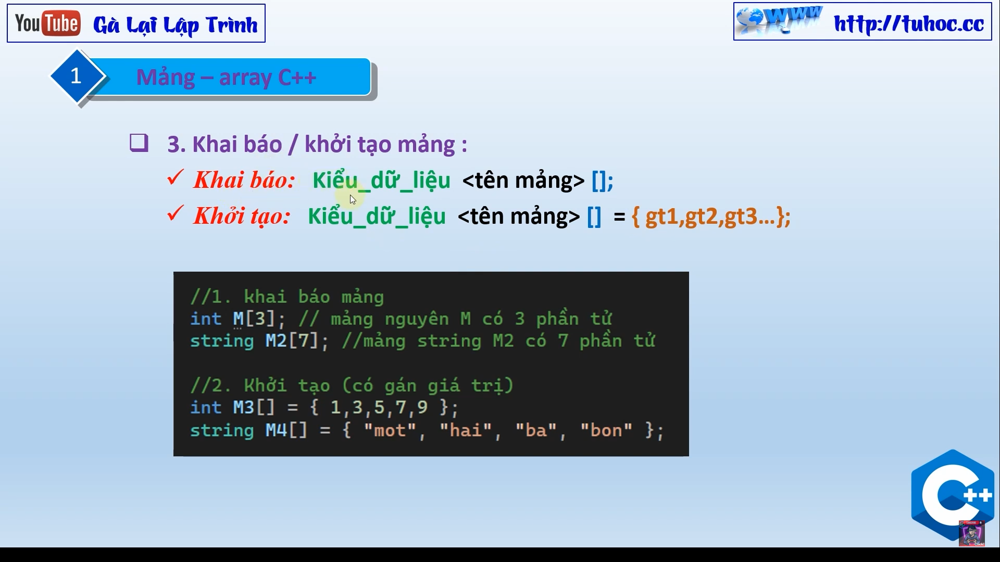 YouTube Gà Lại Lập Trình
WWW http://tuhoc.cc
1 Mảng – array C++
3. Khai báo / khởi tạo mảng :
Khai báo: Kiểu_dữ_liệu <tên mảng> [];
Khởi tạo: Kiểu_dữ_liệu <tên mảng> [] = { gt1,gt2,gt3...};
//1. khai báo mảng
int M[3]; // mảng nguyên M có 3 phần tử
string M2[7]; //mảng string M2 có 7 phần tử
//2. Khởi tạo (có gán giá trị)
int M3[] = { 1,3,5,7,9 };
string M4[] = { "mot", "hai", "ba", "bon" };
C++
Click!